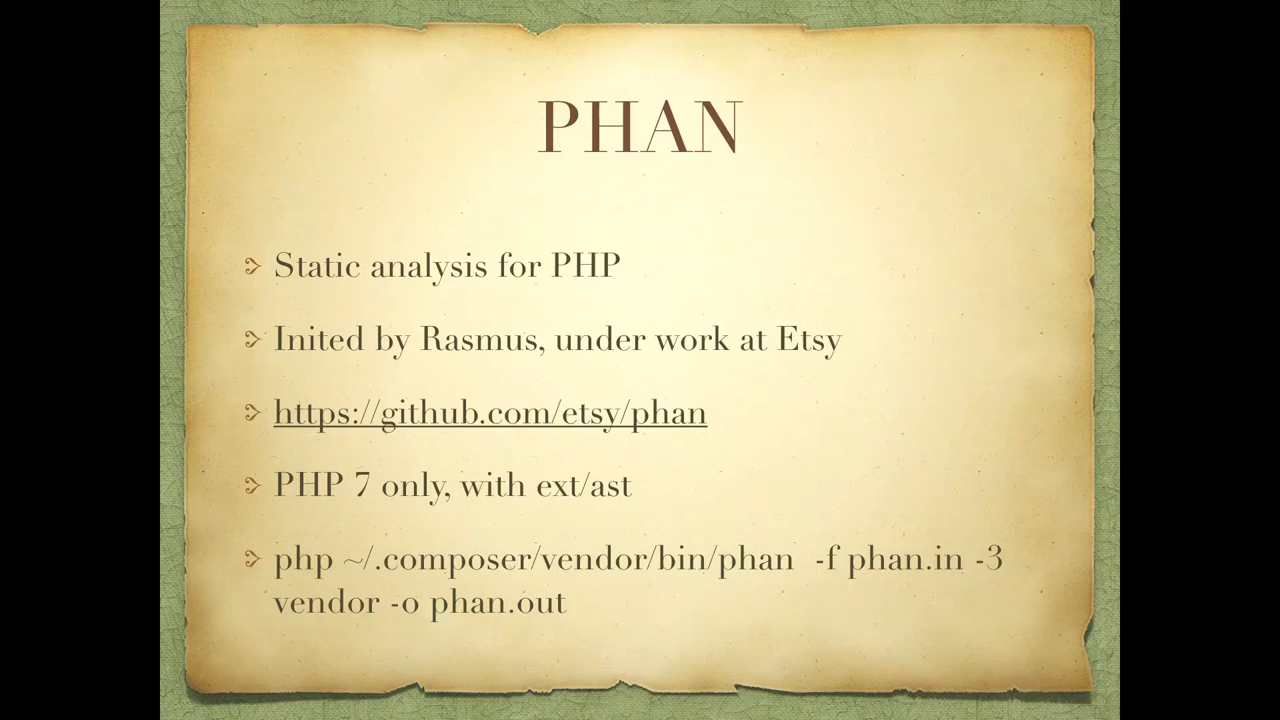 PHAN
Static analysis for PHP
Inited by Rasmus, under work at Etsy
https://github.com/etsy/phan
PHP 7 only, with ext/ast
php ~/.composer/vendor/bin/phan -f phan.in -3
vendor -o phan.out